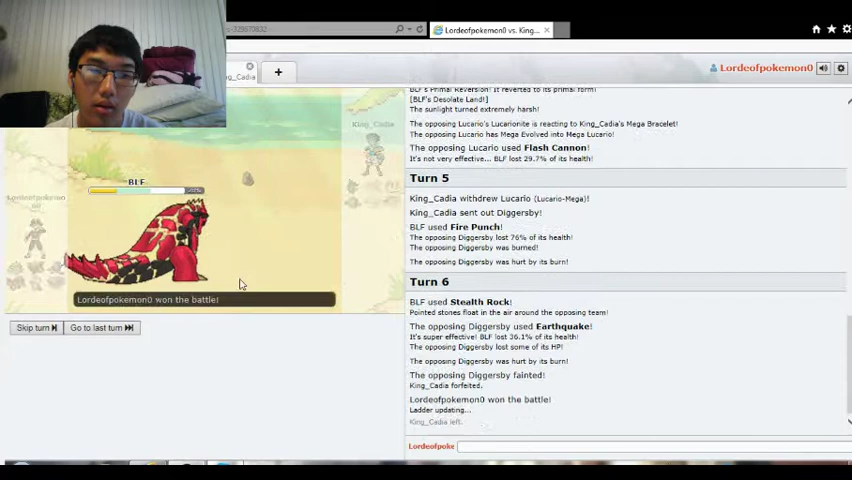 Lordeofpokemon0 vs. King...
Lordeofpokemon0
BLF's Primal Reversion! It reverted to its primal form!
[BLF's Desolate Land!]
The sunlight turned extremely harsh!
The opposing Lucario's Lucarionite is reacting to King_Cadia's Mega Bracelet!
The opposing Lucario has Mega Evolved into Mega Lucario!
The opposing Lucario used Flash Cannon!
It's not very effective... BLF lost 29.7% of its health!
Turn 5
King_Cadia withdrew Lucario (Lucario-Mega)!
King_Cadia sent out Diggersby!
BLF used Fire Punch!
The opposing Diggersby lost 76% of its health!
The opposing Diggersby was burned!
The opposing Diggersby was hurt by its burn!
Turn 6
BLF used Stealth Rock!
Pointed stones float in the air around the opposing team!
The opposing Diggersby used Earthquake!
It's super effective! BLF lost 36.1% of its health!
The opposing Diggersby lost some of its HP!
The opposing Diggersby was hurt by its burn!
The opposing Diggersby fainted!
King_Cadia forfeited.
Lordeofpokemon0 won the battle!
Ladder updating...
King_Cadia left.
Lordeofpoke
ng_Cadia
+
King_Cadia
BLF
Lordeofpokemon
0
Lordeofpokemon0 won the battle!
Skip turn
Go to last turn